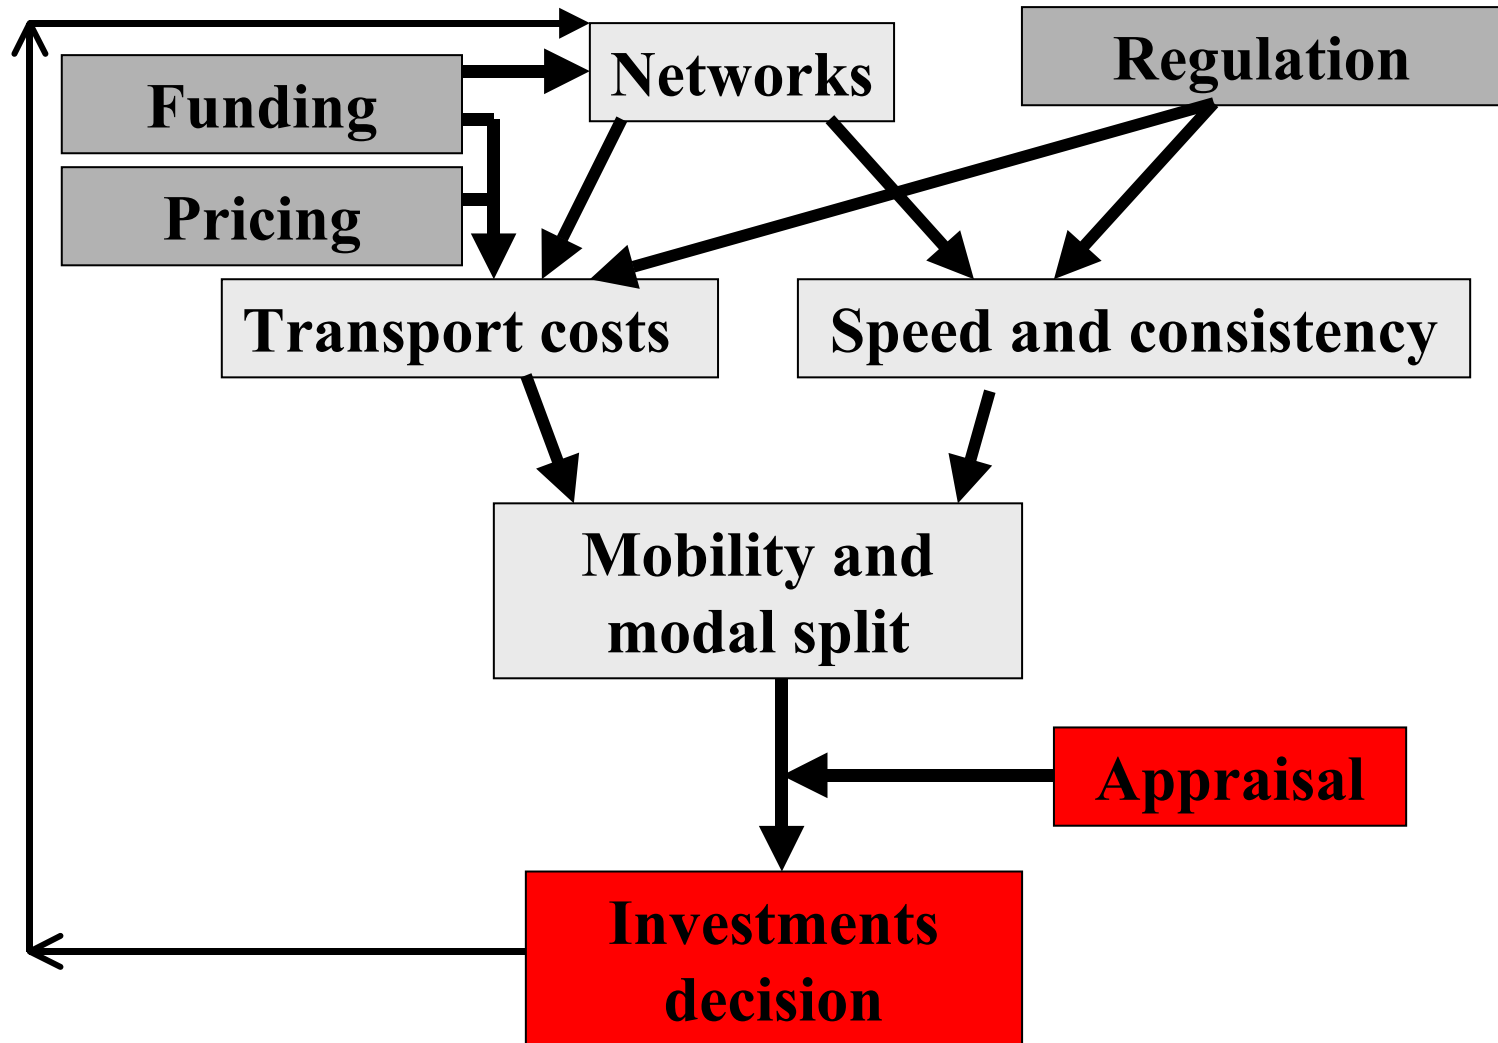 Networks
Regulation
Funding
Pricing
Transport costs
Speed and consistency
Mobility and
modal split
Appraisal
Investments
decision